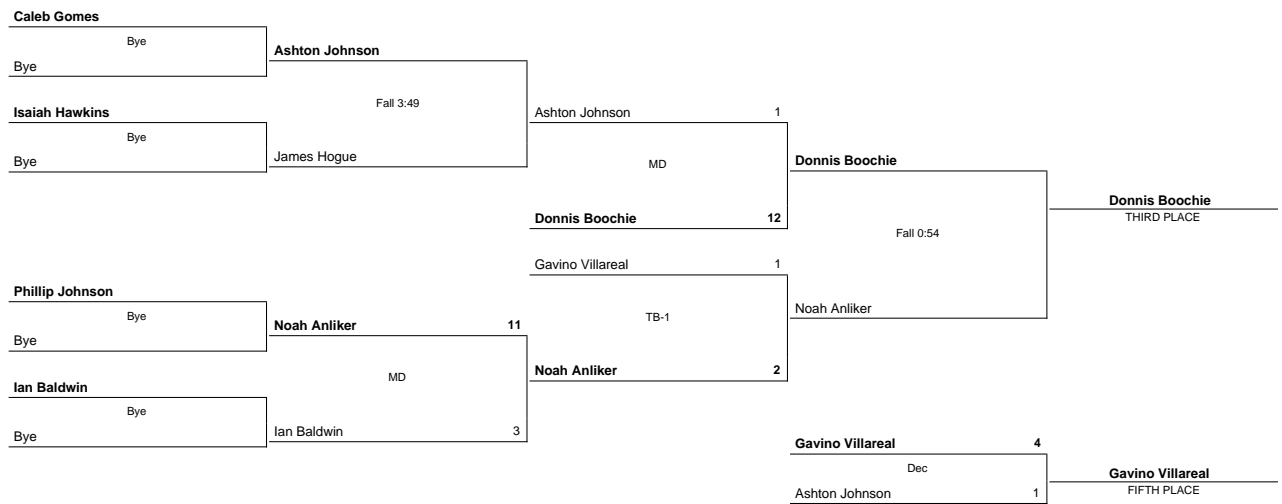 Caleb Gomes
Bye
Bye
Ashton Johnson
Fall 3:49
Isaiah Hawkins
Bye
Bye
James Hogue
Ashton Johnson 1
MD
Donnis Boochie 12
Donnis Boochie
Fall 0:54
Donnis Boochie
THIRD PLACE
Gavino Villareal 1
TB-1
Noah Anliker 2
Noah Anliker
Phillip Johnson
Bye
Bye
Noah Anliker 11
MD
Ian Baldwin
Bye
Bye
Ian Baldwin 3
Gavino Villareal 4
Dec
Ashton Johnson 1
Gavino Villareal
FIFTH PLACE